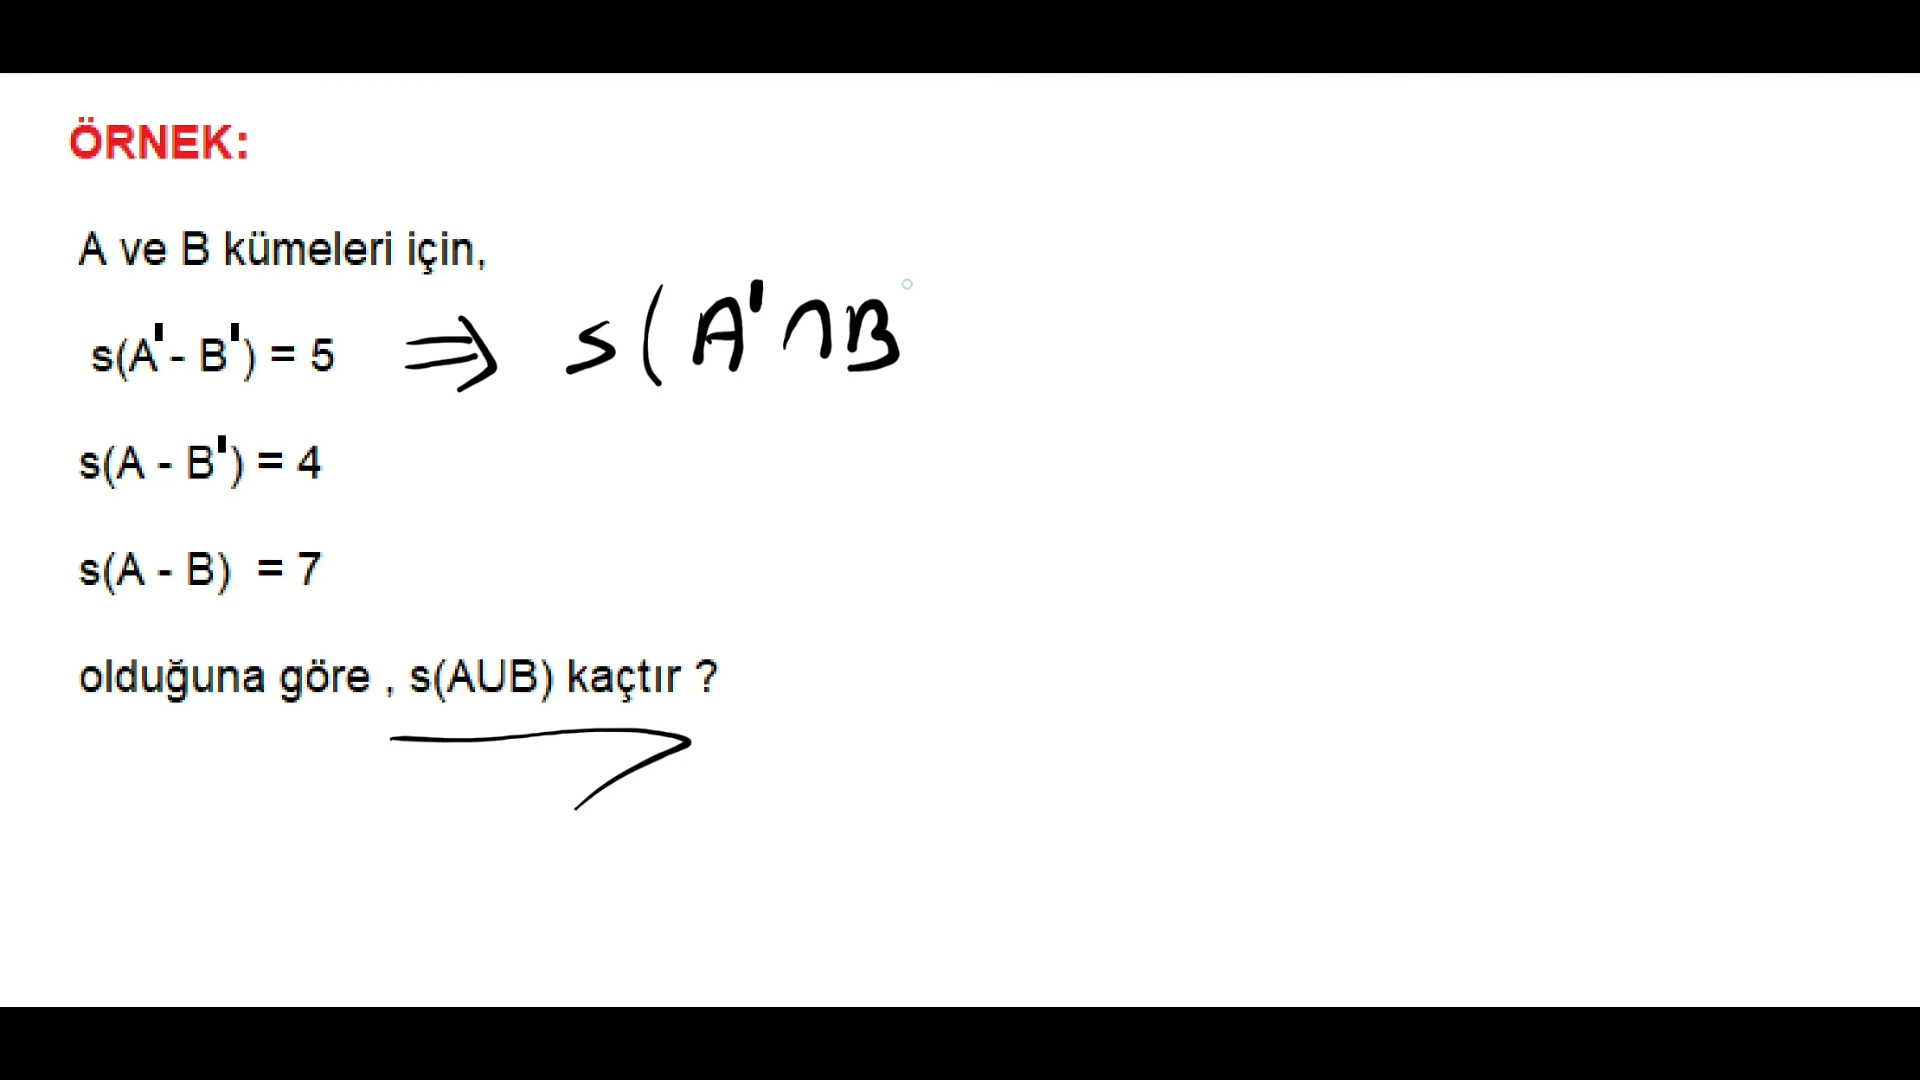 ÖRNEK:
A ve B kümeleri için,
s(A' - B') = 5 ⇒ s(A'∩B
s(A - B') = 4
s(A - B) = 7
olduğuna göre , s(AUB) kaçtır ?